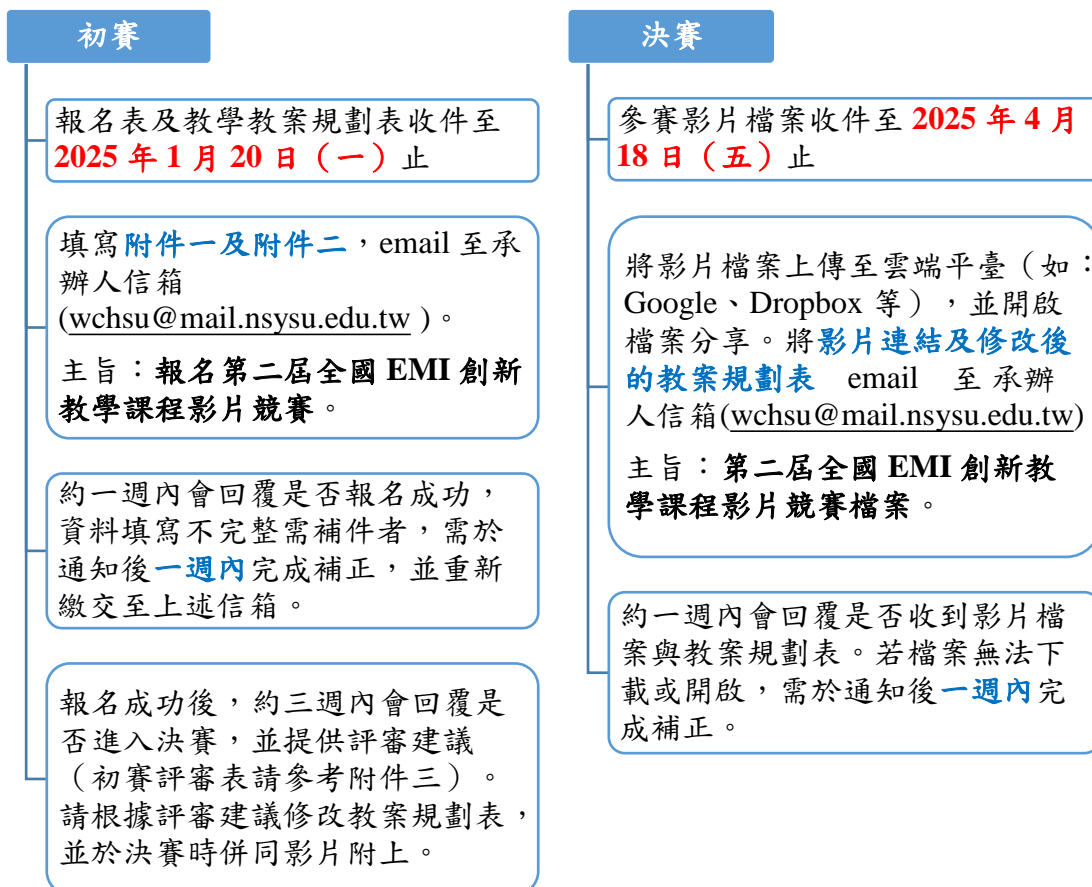 初賽
報名表及教學教案規劃表收件至
2025 年 1 月 20 日（一）止
填寫附件一及附件二，email 至承
辦人信箱
(wchsu@mail.nsysu.edu.tw )。
主旨：報名第二屆全國 EMI 創新
教學課程影片競賽。
約一週內會回覆是否報名成功，
資料填寫不完整需補件者，需於
通知後一週內完成補正，並重新
繳交至上述信箱。
報名成功後，約三週內會回覆是
否進入決賽，並提供評審建議
（初賽評審表請參考附件三）。
請根據評審建議修改教案規劃表，
並於決賽時併同影片附上。
決賽
參賽影片檔案收件至 2025 年 4 月
18 日（五）止
將影片檔案上傳至雲端平臺（如：
Google、Dropbox 等），並開啟
檔案分享。將影片連結及修改後
的教案規劃表 email 至 承辦
人信箱(wchsu@mail.nsysu.edu.tw)
主旨：第二屆全國 EMI 創新教
學課程影片競賽檔案。
約一週內會回覆是否收到影片檔
案與教案規劃表。若檔案無法下
載或開啟，需於通知後一週內完
成補正。